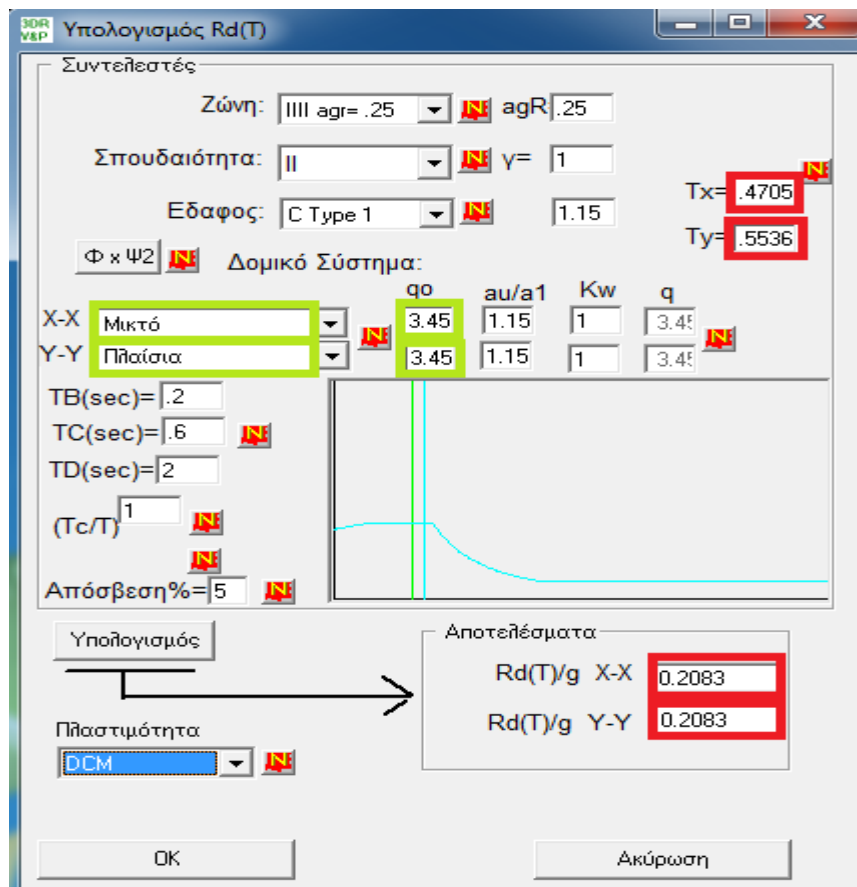 3DR
V&P Υπολογισμός Rd(T)
Συντελεστές
Ζώνη: IIII agr= .25 agR .25
Σπουδαιότητα: II γ= 1
Tx= .4705
Εδαφος: C Type 1 1.15
Ty= .5536
Φ x Ψ2 Δομικό Σύστημα:
qo au/a1 Kw q
X-X Μικτό 3.45 1.15 1 3.45
Y-Y Πλαίσια 3.45 1.15 1 3.45
TB(sec)= .2
TC(sec)= .6
TD(sec)= 2
(Tc/T) 1
Απόσβεση%= 5
Υπολογισμός
Αποτελέσματα
Rd(T)/g X-X 0.2083
Rd(T)/g Y-Y 0.2083
Πλαστιμότητα
DCM
OK Ακύρωση